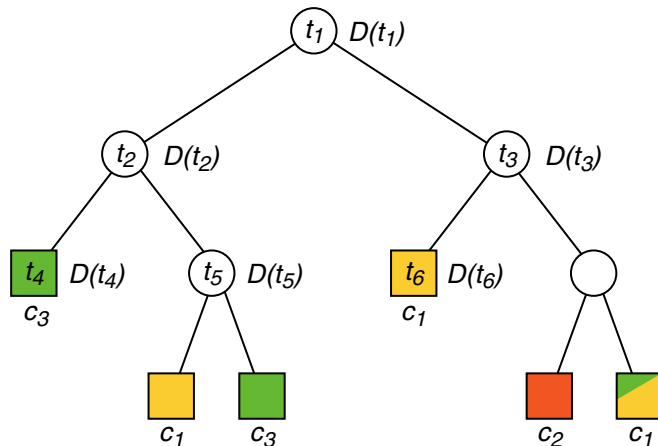 t1 D(t1)
t2 D(t2)
t3 D(t3)
t4 D(t4)
t5 D(t5)
t6 D(t6)
c3
c1
c1
c3
c2
c1